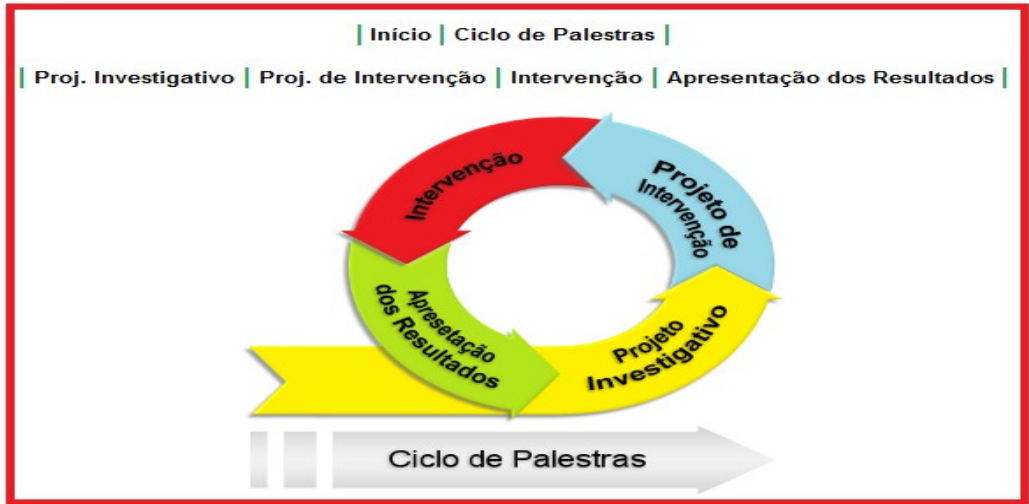 | Início | Ciclo de Palestras |
| Proj. Investigativo | Proj. de Intervenção | Intervenção | Apresentação dos Resultados |
Intervenção
Projeto de
Intervenção
Apresetação
dos Resultados
Projeto
Investigativo
Ciclo de Palestras